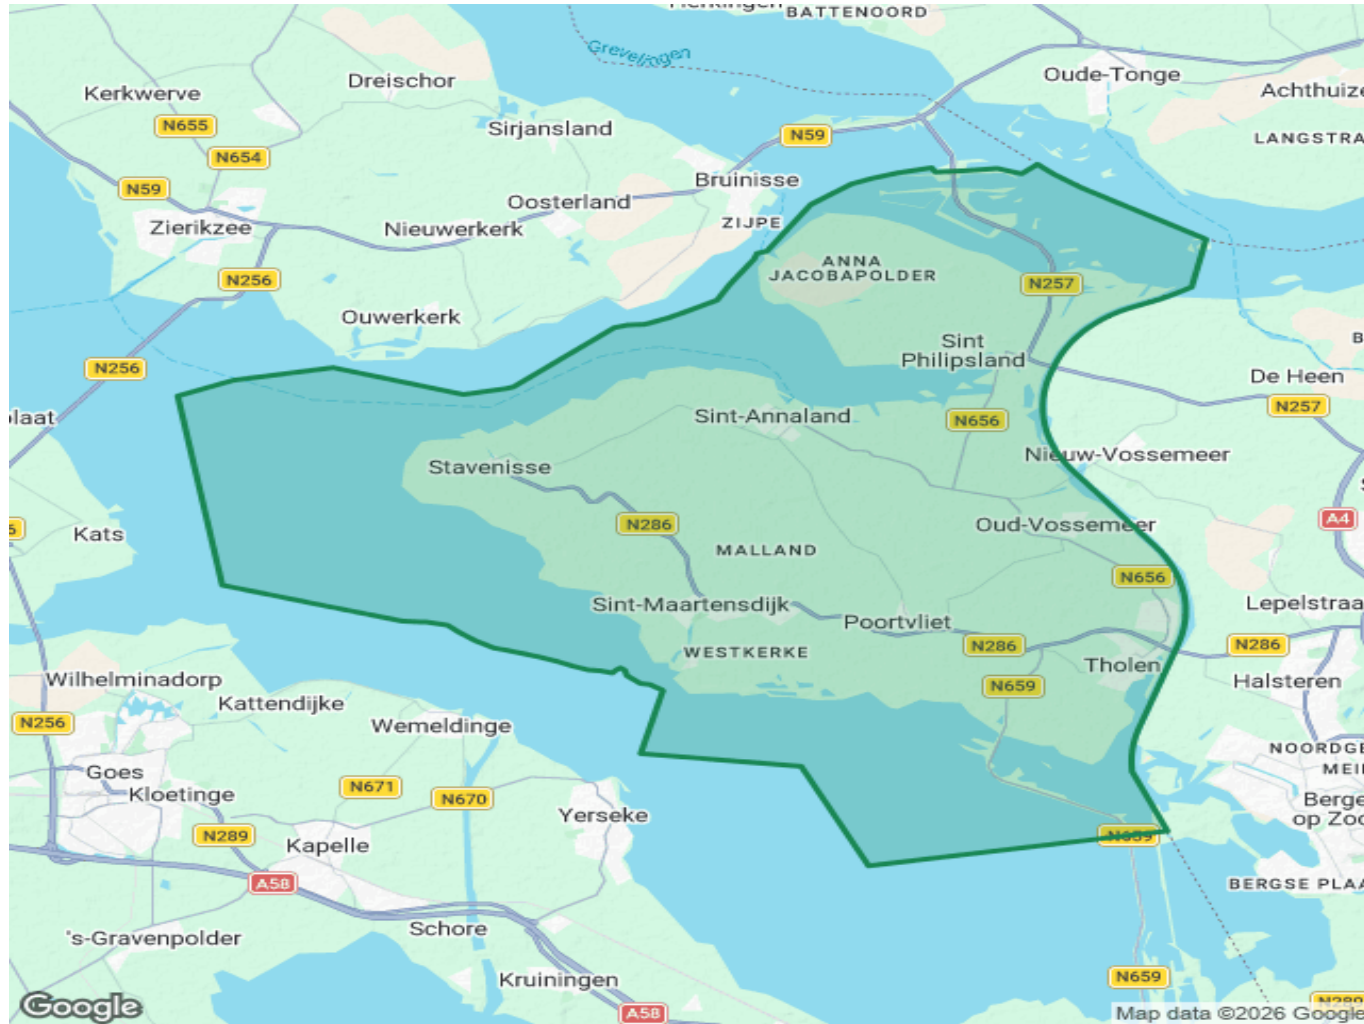 BATTENOORD
Grevelingen
Oude-Tonge
Dreischor
Kerkwerve
Achthuize
N655
Sirjansland
N59
LANGSTRA
N654
Bruinisse
N59
Oosterland
Zierikzee
Nieuwerkerk
ZIJPE
ANNA
JACOBAPOLDER
N256
N257
Ouwerkerk
Sint
Philipsland
N256
De Heen
N257
laat
Sint-Annaland
N656
Nieuw-Vossemeer
Stavenisse
N286
Oud-Vossemeer
A4
Kats
MALLAND
N656
Sint-Maartensdijk
Lepelstraa
Poortvliet
N286
N286
WESTKERKE
Tholen
Wilhelminadorp
N659
Halsteren
Kattendijke
N256
Wemeldinge
NOORDGE
MEI
Goes
N671
N670
Kloetinge
Berge
op Zoo
Yerseke
N289
N659
Kapelle
A58
BERGSE PLAA
Schore
's-Gravenpolder
Kruiningen
N659
Google
A58
N289
Map data ©2026 Google